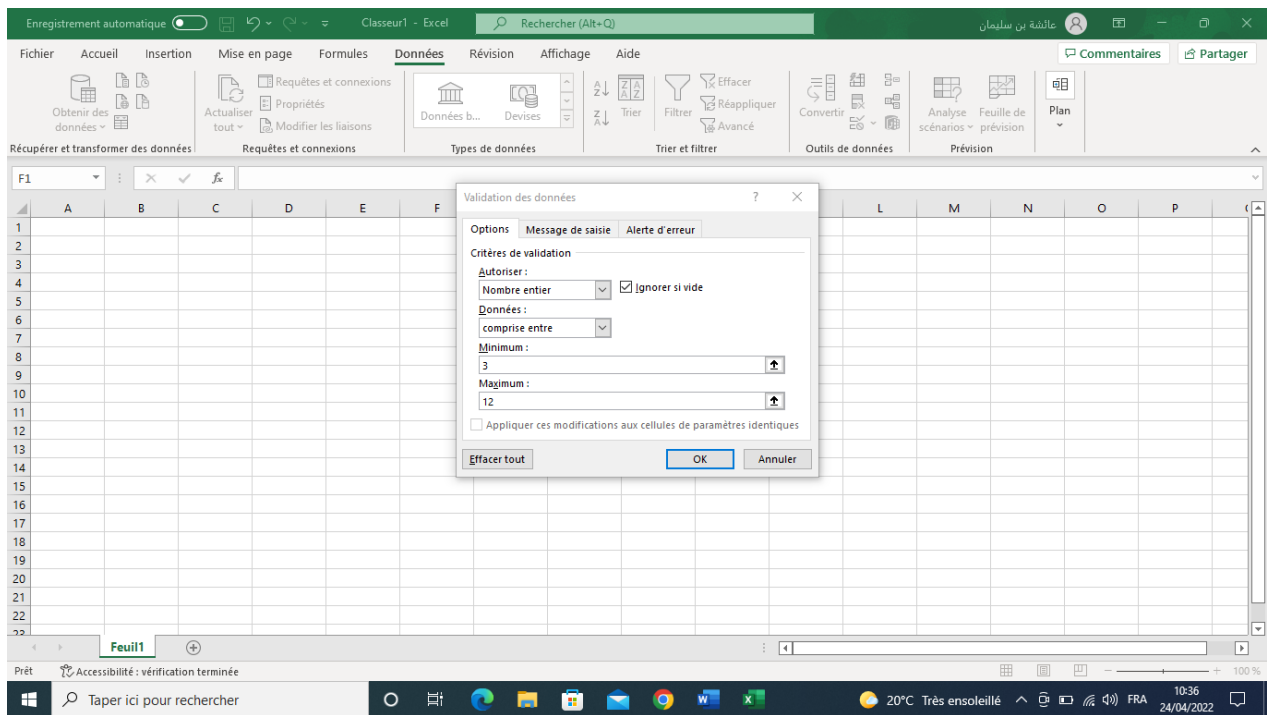 Enregistrement automatique
Classeur1 - Excel
Rechercher (Alt+Q)
عائشة بن سليمان
Fichier Accueil Insertion Mise en page Formules Données Révision Affichage Aide
Commentaires
Partager
Obtenir des données
Récupérer et transformer des données
Actualiser tout
Requêtes et connexions
Propriétés
Modifier les liaisons
Requêtes et connexions
Données b...
Devises
Types de données
Trier
Filtrer
Effacer
Réappliquer
Avancé
Trier et filtrer
Convertir
Outils de données
Analyse scénarios
Feuille de prévision
Prévision
Plan
F1
fx
A B C D E F L M N O P
1
2
3
4
5
6
7
8
9
10
11
12
13
14
15
16
17
18
19
20
21
22
23
Validation des données
?
Options Message de saisie Alerte d'erreur
Critères de validation
Autoriser :
Nombre entier
Ignorer si vide
Données :
comprise entre
Minimum :
3
Maximum :
12
Appliquer ces modifications aux cellules de paramètres identiques
Effacer tout OK Annuler
Feuil1
Prêt
Accessibilité : vérification terminée
100 %
Taper ici pour rechercher
20°C Très ensoleillé
FRA
10:36
24/04/2022